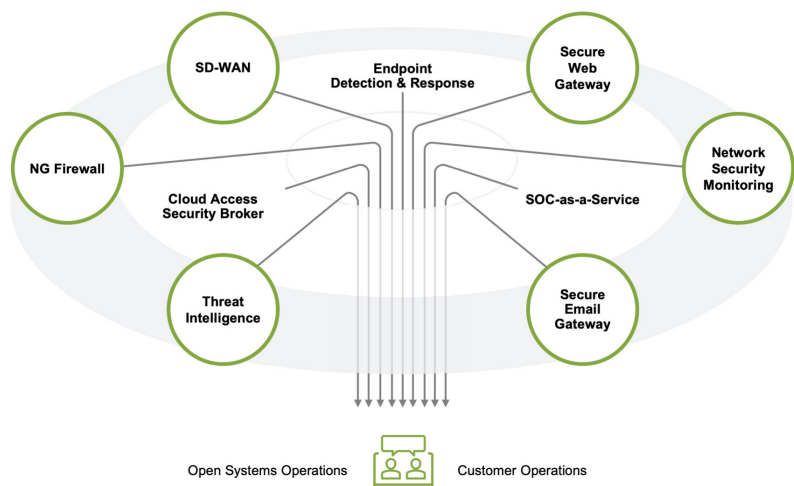 SD-WAN
Endpoint
Detection & Response
Secure
Web
Gateway
NG Firewall
Network
Security
Monitoring
Cloud Access
Security Broker
SOC-as-a-Service
Threat
Intelligence
Secure
Email
Gateway
Open Systems Operations
Customer Operations